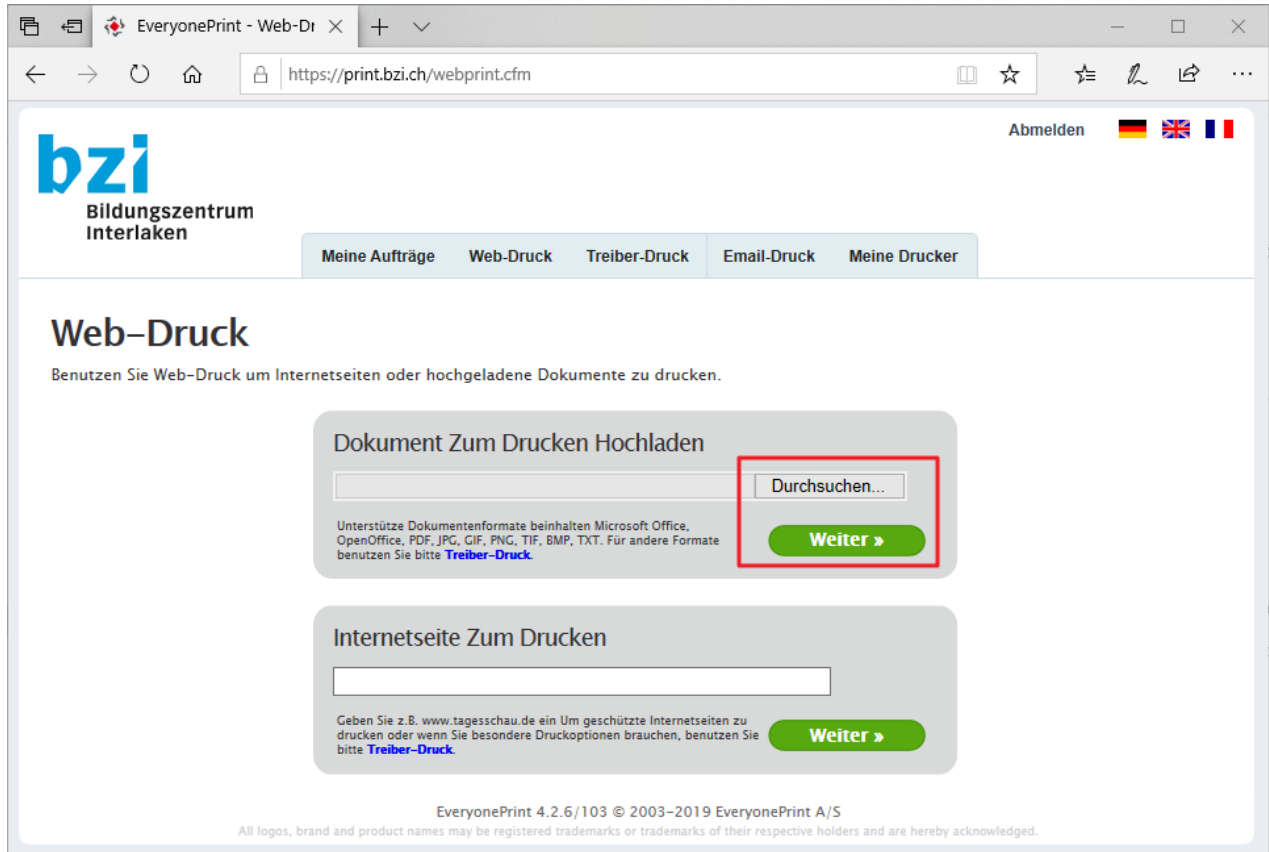 EveryonePrint - Web-Dr
https://print.bzi.ch/webprint.cfm
Abmelden
bzi
Bildungszentrum
Interlaken
Meine Aufträge Web-Druck Treiber-Druck Email-Druck Meine Drucker
Web-Druck
Benutzen Sie Web-Druck um Internetseiten oder hochgeladene Dokumente zu drucken.
Dokument Zum Drucken Hochladen
Durchsuchen...
Unterstütze Dokumentenformate beinhalten Microsoft Office,
OpenOffice, PDF, JPG, GIF, PNG, TIF, BMP, TXT. Für andere Formate
benutzen Sie bitte Treiber-Druck.
Weiter »
Internetseite Zum Drucken
Geben Sie z.B. www.tagesschau.de ein Um geschützte Internetseiten zu
drucken oder wenn Sie besondere Druckoptionen brauchen, benutzen Sie
bitte Treiber-Druck.
Weiter »
EveryonePrint 4.2.6/103 © 2003-2019 EveryonePrint A/S
All logos, brand and product names may be registered trademarks or trademarks of their respective holders and are hereby acknowledged.